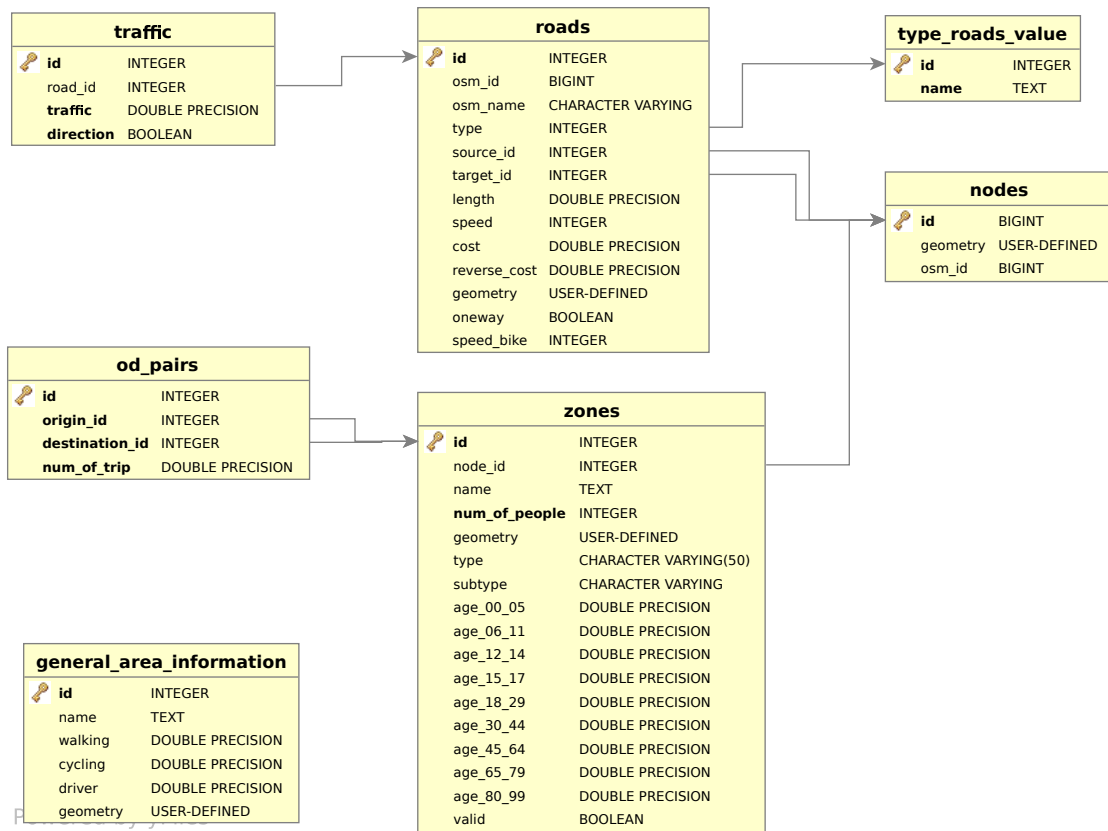 traffic
id INTEGER
road_id INTEGER
traffic DOUBLE PRECISION
direction BOOLEAN
roads
id INTEGER
osm_id BIGINT
osm_name CHARACTER VARYING
type INTEGER
source_id INTEGER
target_id INTEGER
length DOUBLE PRECISION
speed INTEGER
cost DOUBLE PRECISION
reverse_cost DOUBLE PRECISION
geometry USER-DEFINED
oneway BOOLEAN
speed_bike INTEGER
type_roads_value
id INTEGER
name TEXT
nodes
id BIGINT
geometry USER-DEFINED
osm_id BIGINT
od_pairs
id INTEGER
origin_id INTEGER
destination_id INTEGER
num_of_trip DOUBLE PRECISION
zones
id INTEGER
node_id INTEGER
name TEXT
num_of_people INTEGER
geometry USER-DEFINED
type CHARACTER VARYING(50)
subtype CHARACTER VARYING
age_00_05 DOUBLE PRECISION
age_06_11 DOUBLE PRECISION
age_12_14 DOUBLE PRECISION
age_15_17 DOUBLE PRECISION
age_18_29 DOUBLE PRECISION
age_30_44 DOUBLE PRECISION
age_45_64 DOUBLE PRECISION
age_65_79 DOUBLE PRECISION
age_80_99 DOUBLE PRECISION
valid BOOLEAN
general_area_information
id INTEGER
name TEXT
walking DOUBLE PRECISION
cycling DOUBLE PRECISION
driver DOUBLE PRECISION
geometry USER-DEFINED